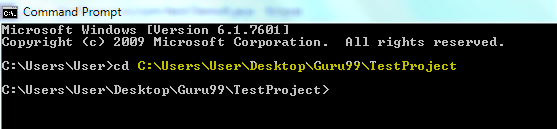 Command Prompt
Microsoft Windows [Version 6.1.7601]
Copyright (c) 2009 Microsoft Corporation.  All rights reserved.
C:\Users\User>cd C:\Users\User\Desktop\Guru99\TestProject
C:\Users\User\Desktop\Guru99\TestProject>